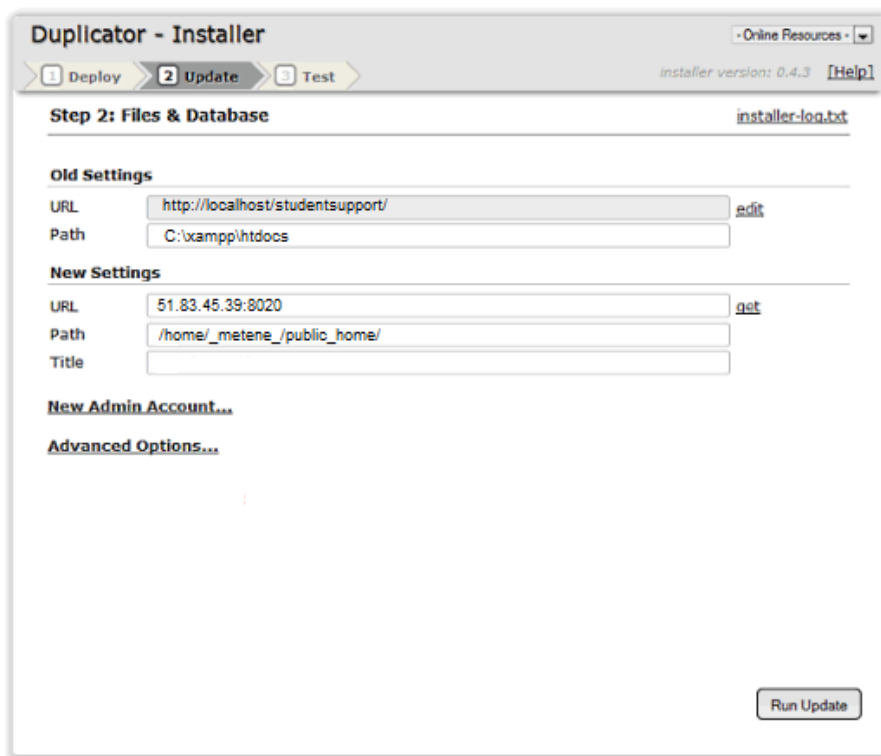 Duplicator - Installer
- Online Resources -
1 Deploy 2 Update 3 Test
installer version: 0.4.3 [Help]
Step 2: Files & Database
installer-log.txt
Old Settings
URL http://localhost/studentsupport/ edit
Path C:\xampp\htdocs
New Settings
URL 51.83.45.39:8020 get
Path /home/_metene_/public_home/
Title
New Admin Account...
Advanced Options...
Run Update